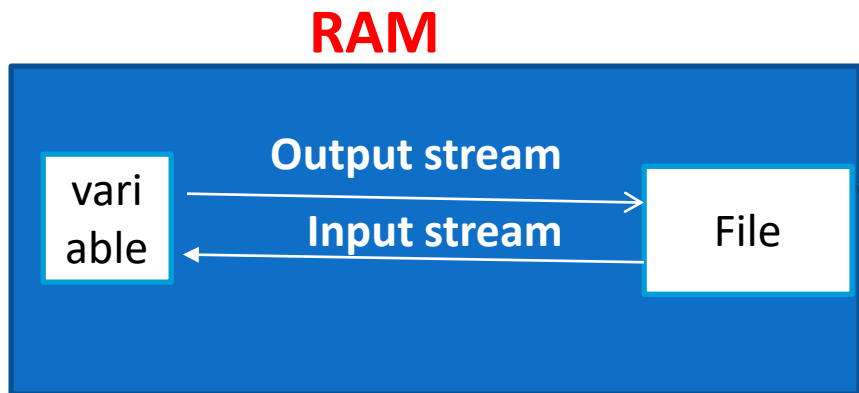 RAM
Output stream
vari
able
Input stream
File